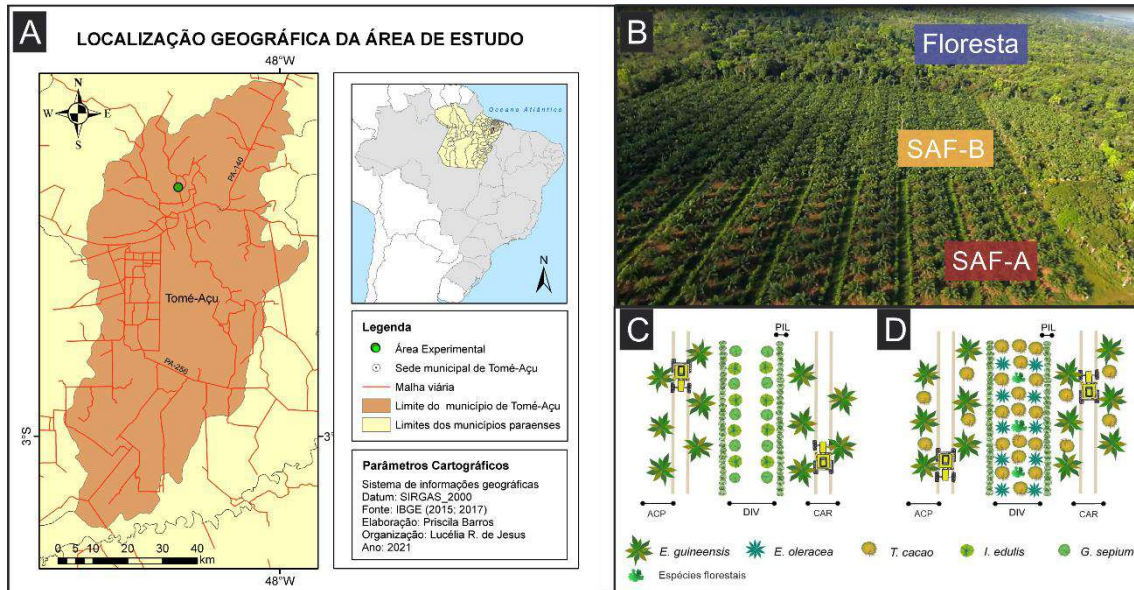 A
LOCALIZAÇÃO GEOGRÁFICA DA ÁREA DE ESTUDO
48°W
N
W E
S
PA-140
Tomé-Açu
PA-256
3°S
3°
0 5 10 20 30 40
km
48°W
Oceano Atlântico
N
Legenda
Área Experimental
Sede municipal de Tomé-Açu
Malha viária
Limite do município de Tomé-Açu
Limites dos municípios paraenses
Parâmetros Cartográficos
Sistema de informações geográficas
Datum: SIRGAS_2000
Fonte: IBGE (2015; 2017)
Elaboração: Priscila Barros
Organização: Lucélia R. de Jesus
Ano: 2021
B
Floresta
SAF-B
SAF-A
C
PIL
ACP
DIV
CAR
D
PIL
ACP
DIV
CAR
E. guineensis
E. oleracea
T. cacao
I. edulis
G. sepium
Espécies florestais